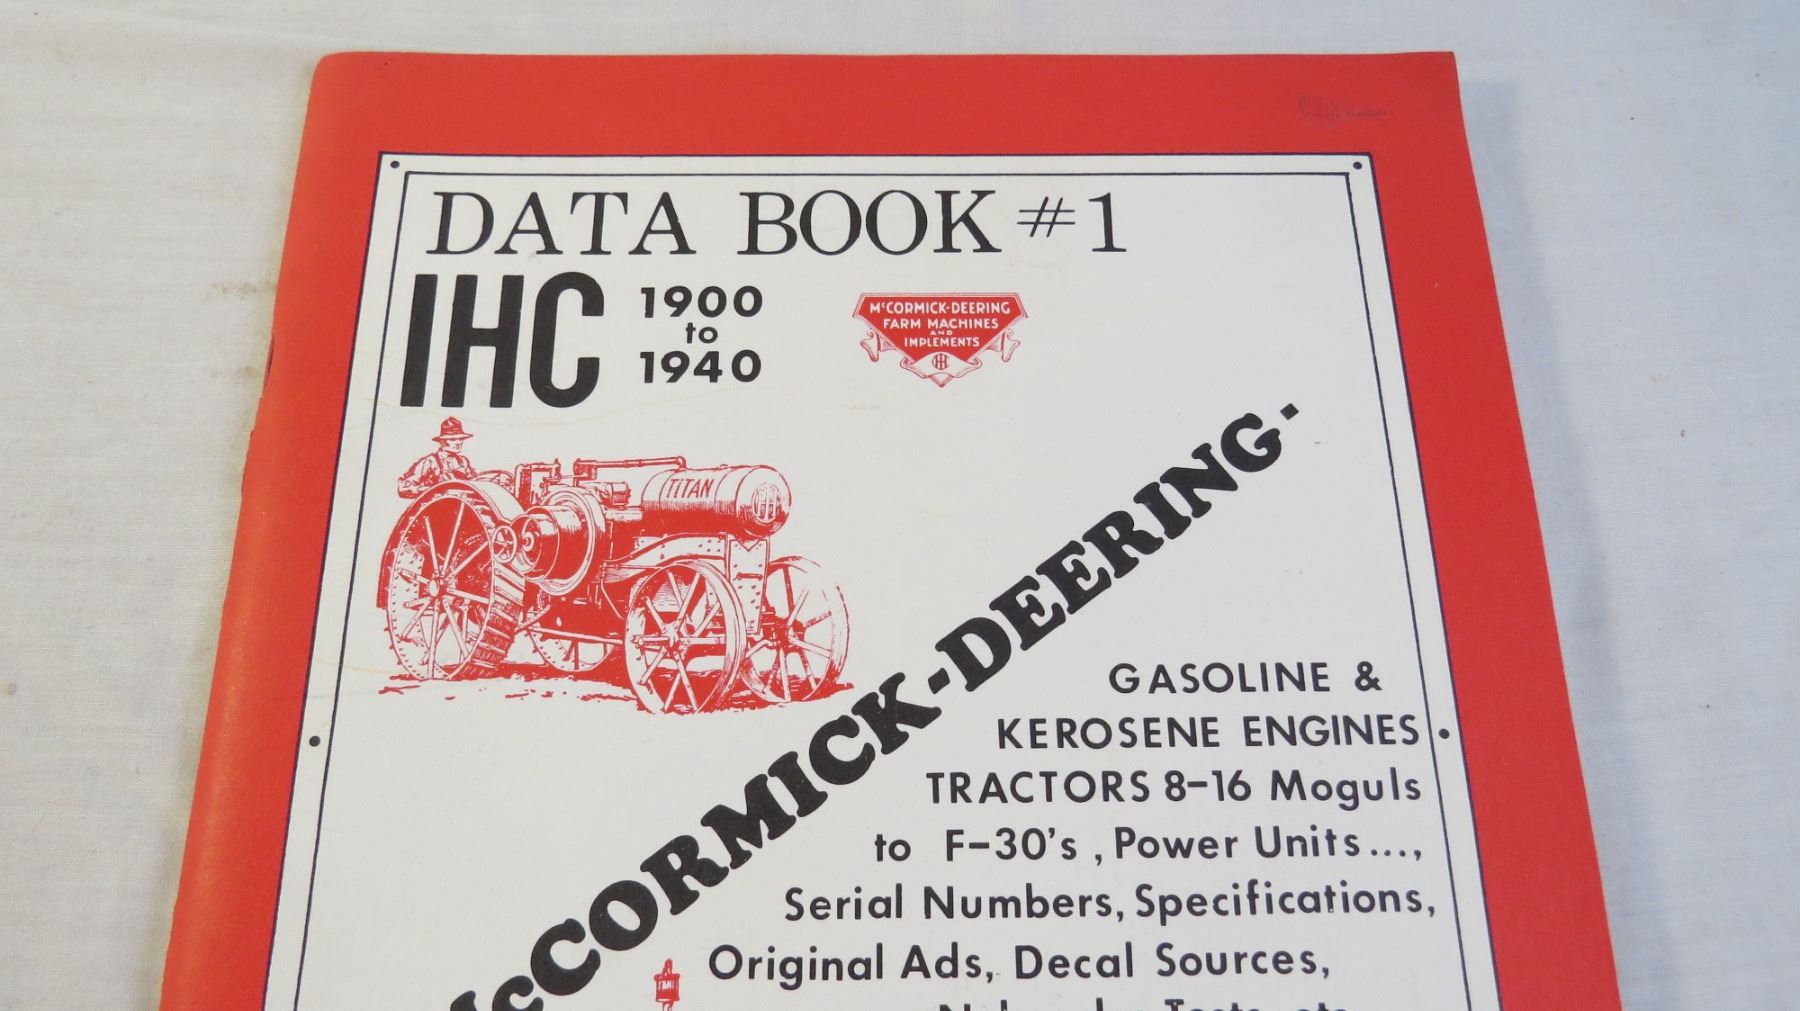 DATA BOOK #1
IHC
1900
to
1940
McCORMICK-DEERING
FARM MACHINES
AND
IMPLEMENTS
IHC
TITAN
McCORMICK-DEERING-
GASOLINE &
KEROSENE ENGINES
TRACTORS 8-16 Moguls
to F-30's , Power Units...,
Serial Numbers, Specifications,
Original Ads, Decal Sources,